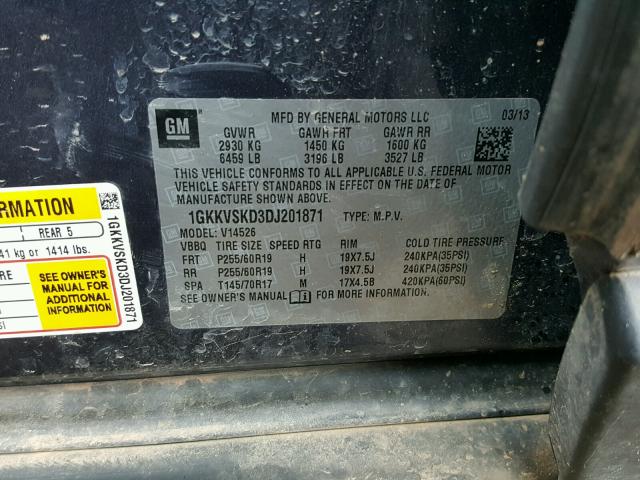 GM
MFD BY GENERAL MOTORS LLC 03/13
GVWR GAWR FRT GAWR RR
2930 KG 1450 KG 1600 KG
6459 LB 3196 LB 3527 LB
THIS VEHICLE CONFORMS TO ALL APPLICABLE U.S. FEDERAL MOTOR
VEHICLE SAFETY STANDARDS IN EFFECT ON THE DATE OF
MANUFACTURE SHOWN ABOVE.
1GKKVSKD3DJ201871 TYPE: M.P.V.
MODEL: V14526
VBBQ TIRE SIZE SPEED RTG RIM COLD TIRE PRESSURE
FRT P255/60R19 H 19X7.5J 240KPA(35PSI)
RR P255/60R19 H 19X7.5J 240KPA(35PSI)
SPA T145/70R17 M 17X4.5B 420KPA(60PSI)
SEE OWNER'S MANUAL FOR MORE INFORMATION.
ORMATION
REAR 5
41 kg or 1414 lbs.
RE
SEE OWNER'S
MANUAL FOR
ADDITIONAL
INFORMATION
SI
1GKKVSKD3DJ201871